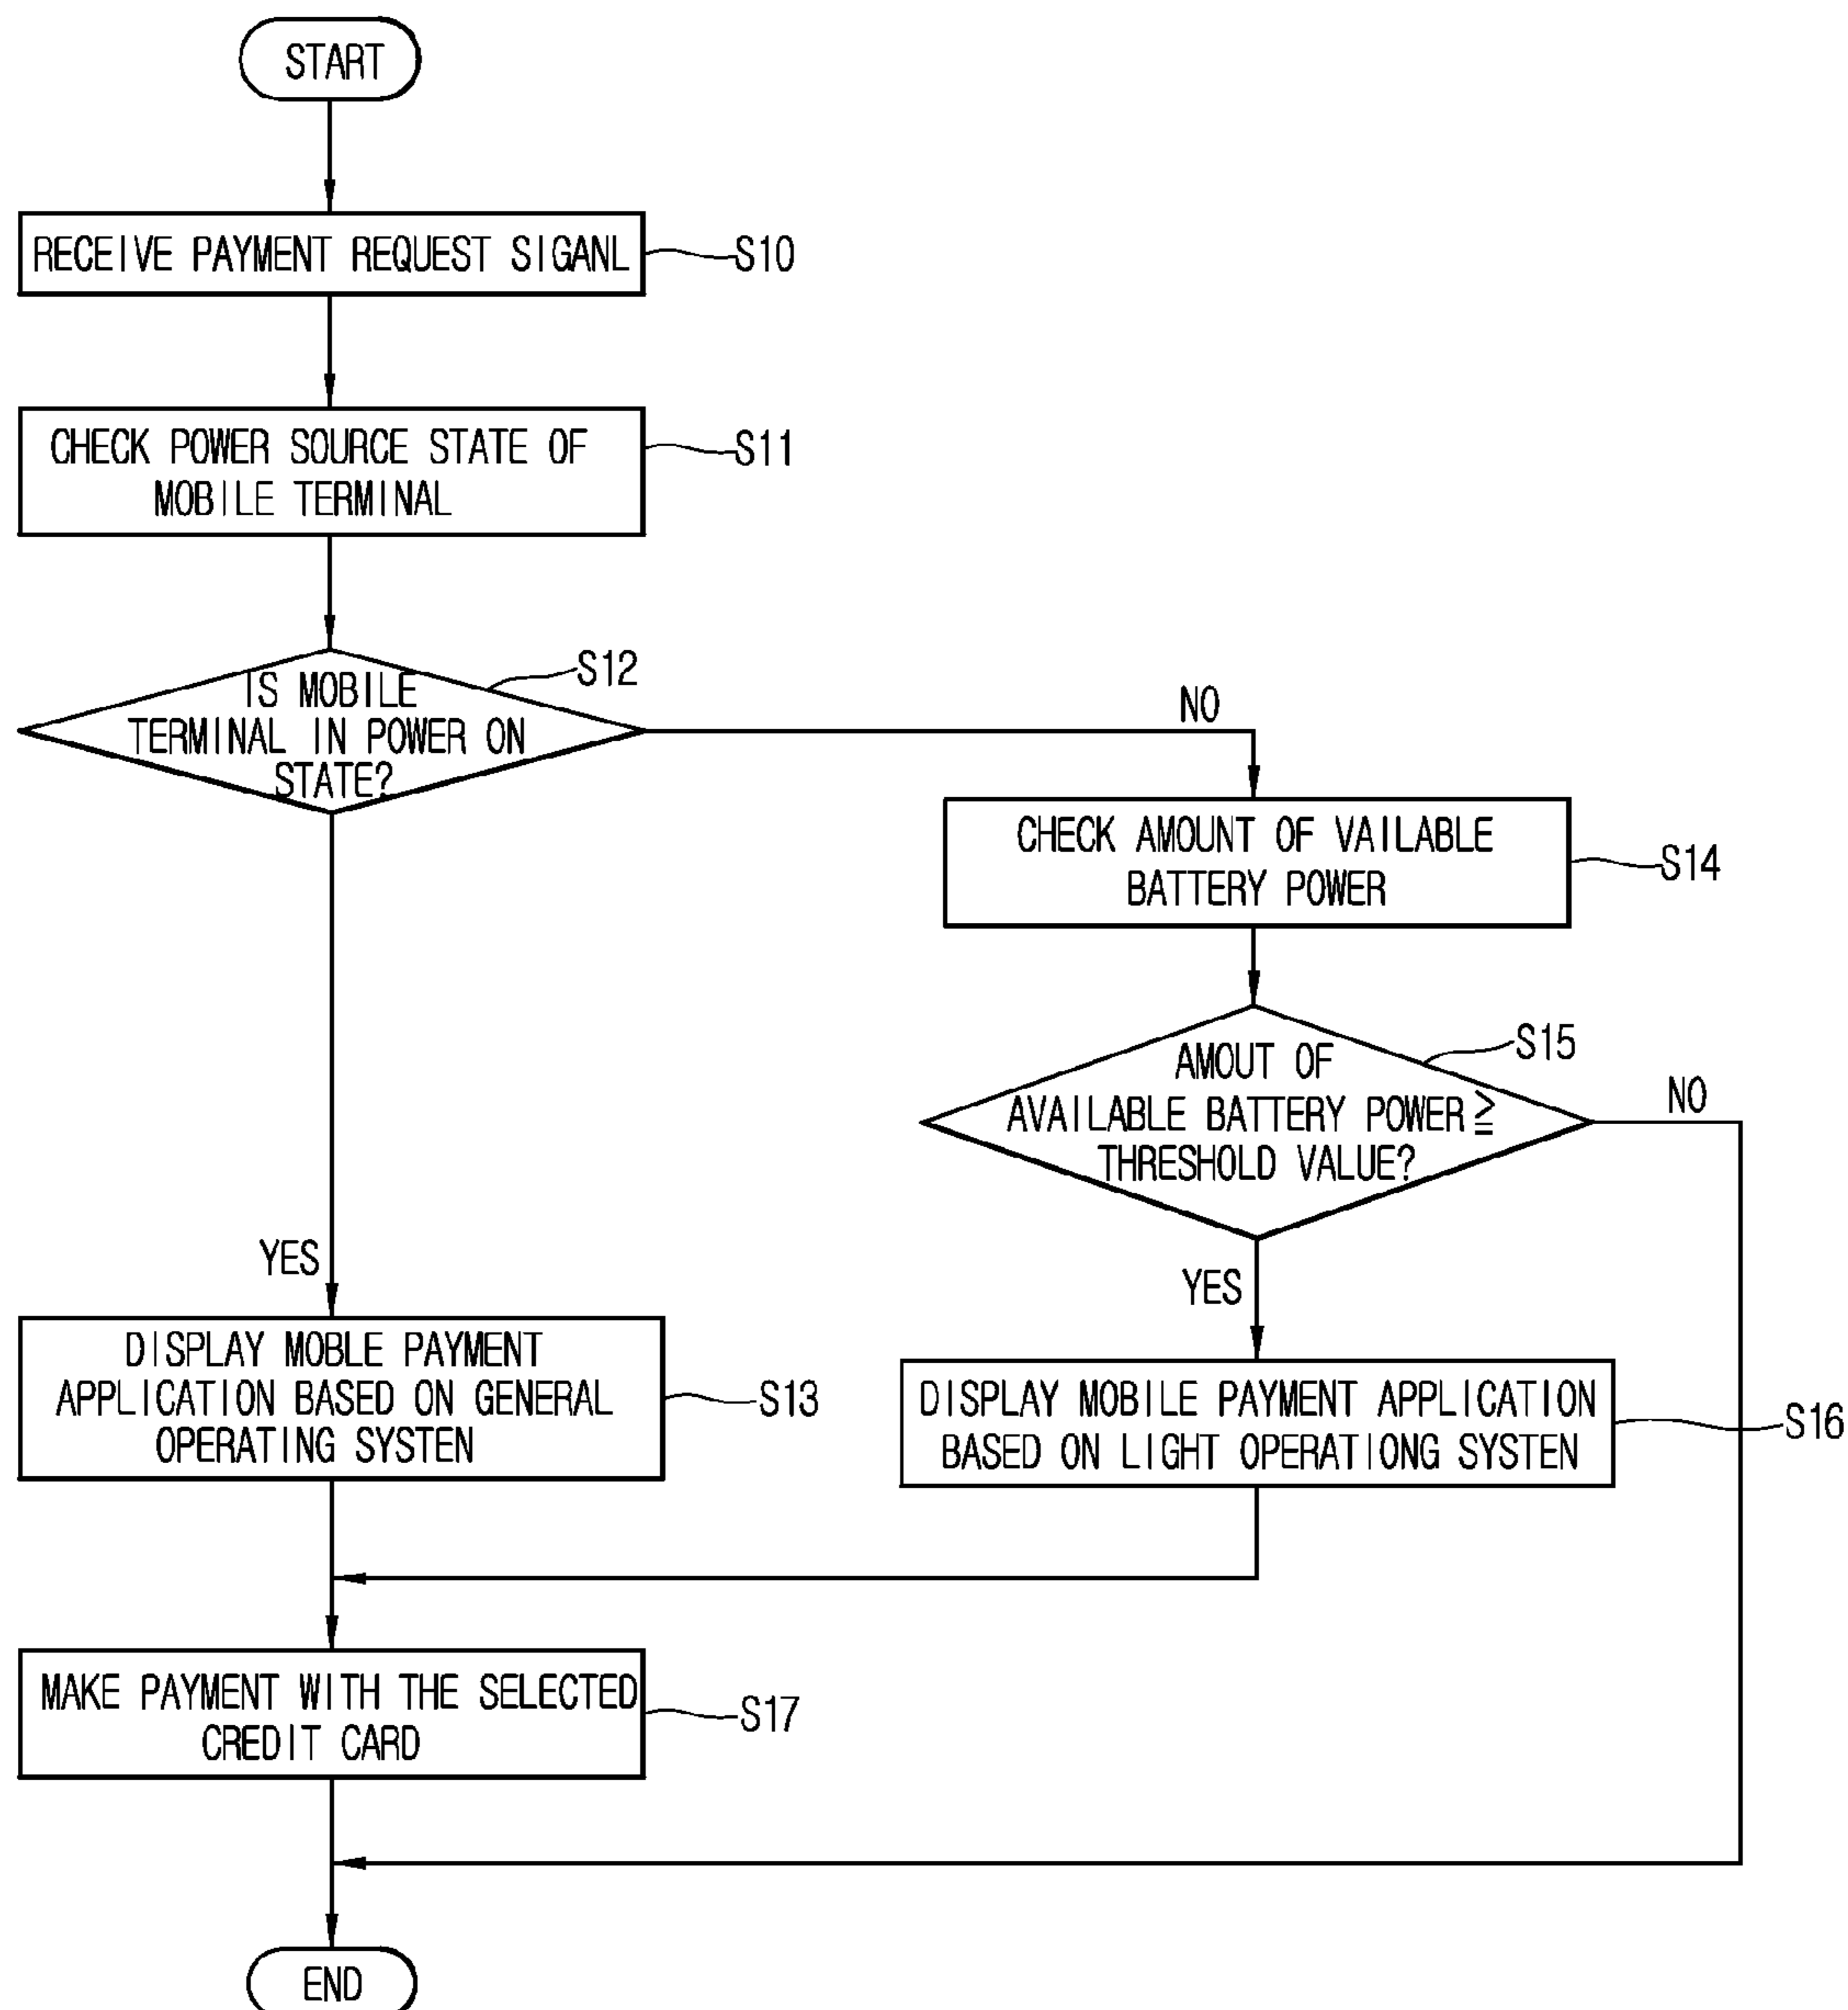 START
RECEIVE PAYMENT REQUEST SIGANL
S10
CHECK POWER SOURCE STATE OF
MOBILE TERMINAL
S11
IS MOBILE
TERMINAL IN POWER ON
STATE?
S12
NO
CHECK AMOUNT OF VAILABLE
BATTERY POWER
S14
AMOUT OF
AVAILABLE BATTERY POWER ≧
THRESHOLD VALUE?
S15
NO
YES
YES
DISPLAY MOBLE PAYMENT
APPLICATION BASED ON GENERAL
OPERATING SYSTEN
S13
DISPLAY MOBILE PAYMENT APPLICATION
BASED ON LIGHT OPERATIONG SYSTEN
S16
MAKE PAYMENT WITH THE SELECTED
CREDIT CARD
S17
END